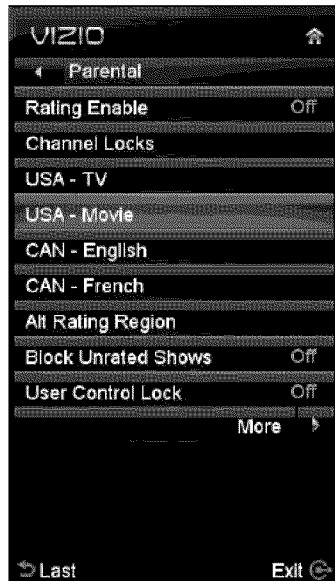 VIZIO
Parental
Rating Enable Off
Channel Locks
USA - TV
USA - Movie
CAN - English
CAN - French
Alt Rating Region
Block Unrated Shows Off
User Control Lock Off
More
Last Exit